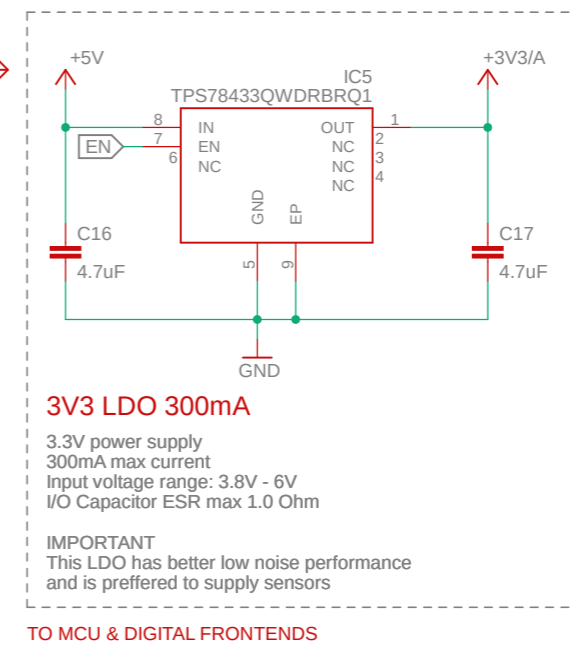 +5V
+3V3/A
IC5
TPS78433QWDRBRQ1
8 IN OUT 1
7 EN NC 2
EN
6 NC NC 3
NC 4
GND
EP
C16
4.7uF
5
9
C17
4.7uF
GND
3V3 LDO 300mA
3.3V power supply
300mA max current
Input voltage range: 3.8V - 6V
I/O Capacitor ESR max 1.0 Ohm
IMPORTANT
This LDO has better low noise performance
and is preffered to supply sensors
TO MCU & DIGITAL FRONTENDS